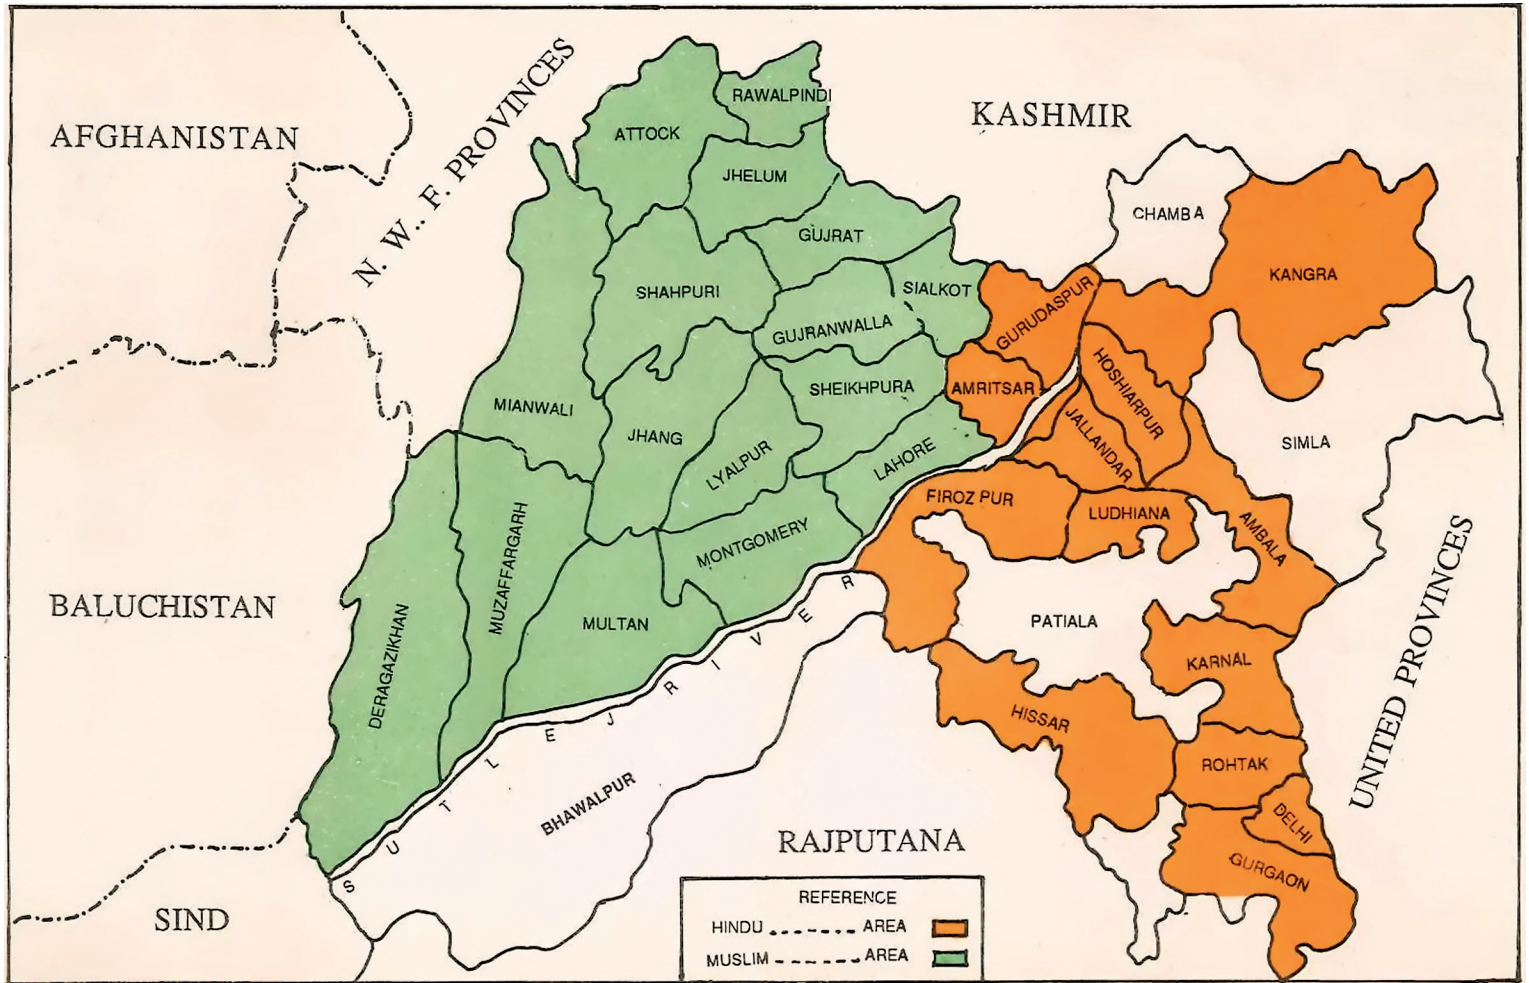 AFGHANISTAN
N. W.. F. PROVINCES
KASHMIR
ATTOCK
RAWALPINDI
JHELUM
GUJRAT
SHAHPURI
SIALKOT
GUJRANWALLA
MIANWALI
JHANG
LYALPUR
SHEIKHPURA
LAHORE
MONTGOMERY
MULTAN
MUZAFFARGARH
DERAGAZIKHAN
CHAMBA
KANGRA
GURUDASPUR
AMRITSAR
HOSHIARPUR
JALLANDAR
SIMLA
FIROZ PUR
LUDHIANA
AMBALA
PATIALA
KARNAL
HISSAR
ROHTAK
DELHI
GURGAON
BALUCHISTAN
SUTLEJ RIVER
BHAWALPUR
UNITED PROVINCES
RAJPUTANA
SIND
REFERENCE
HINDU ------ AREA
MUSLIM ------ AREA